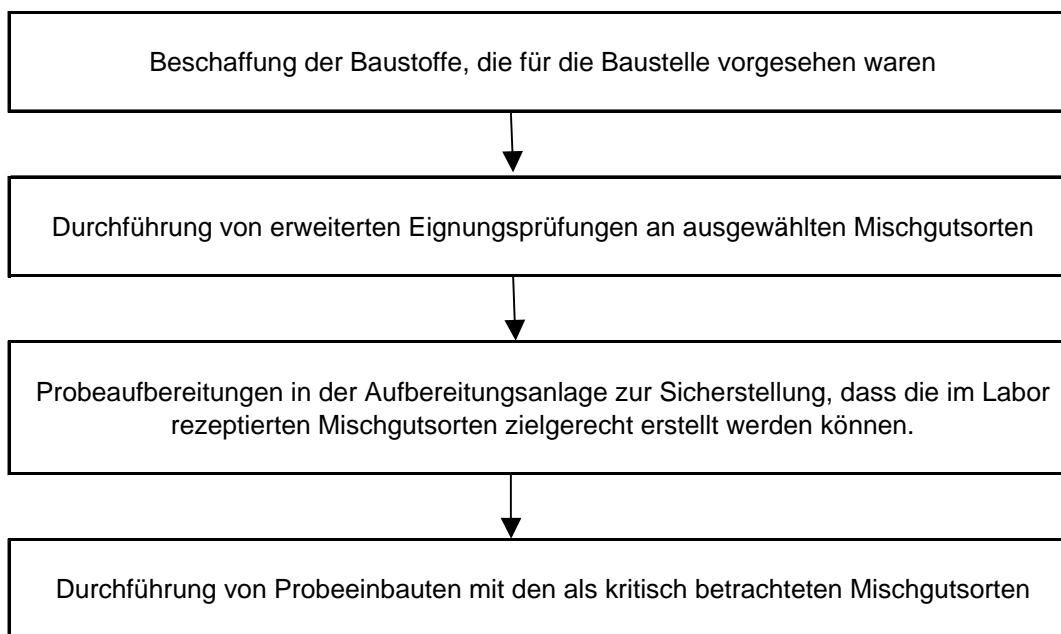 Beschaffung der Baustoffe, die für die Baustelle vorgesehen waren
Durchführung von erweiterten Eignungsprüfungen an ausgewählten Mischgutsorten
Probeaufbereitungen in der Aufbereitungsanlage zur Sicherstellung, dass die im Labor
rezeptierten Mischgutsorten zielgerecht erstellt werden können.
Durchführung von Probeeinbauten mit den als kritisch betrachteten Mischgutsorten